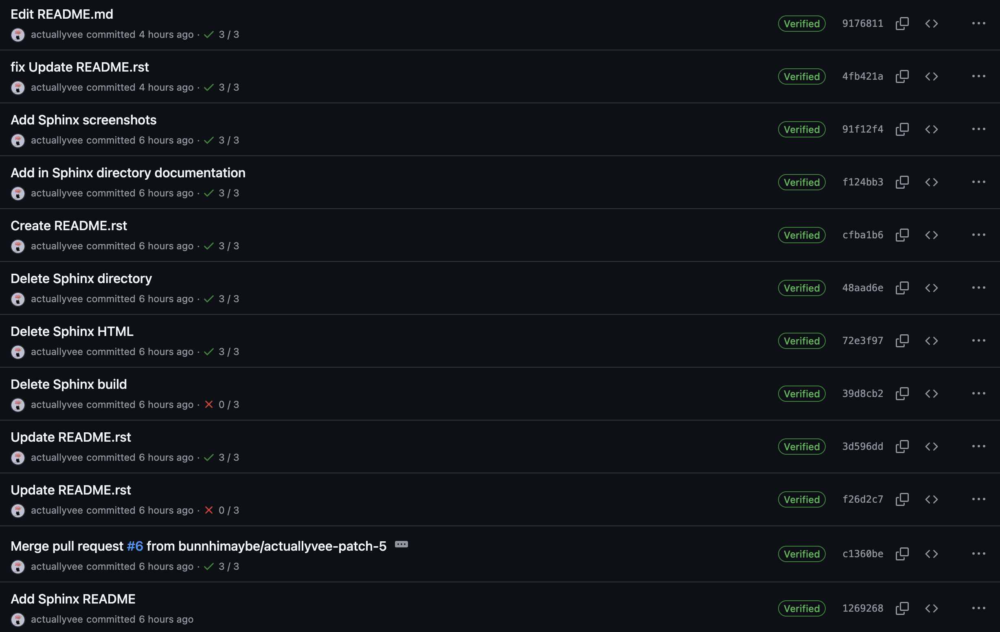 Edit README.md
Verified 9176811
actuallyvee committed 4 hours ago · 3 / 3
fix Update README.rst
Verified 4fb421a
actuallyvee committed 4 hours ago · 3 / 3
Add Sphinx screenshots
Verified 91f12f4
actuallyvee committed 6 hours ago · 3 / 3
Add in Sphinx directory documentation
Verified f124bb3
actuallyvee committed 6 hours ago · 3 / 3
Create README.rst
Verified cfba1b6
actuallyvee committed 6 hours ago · 3 / 3
Delete Sphinx directory
Verified 48aad6e
actuallyvee committed 6 hours ago · 3 / 3
Delete Sphinx HTML
Verified 72e3f97
actuallyvee committed 6 hours ago · 3 / 3
Delete Sphinx build
Verified 39d8cb2
actuallyvee committed 6 hours ago · 0 / 3
Update README.rst
Verified 3d596dd
actuallyvee committed 6 hours ago · 3 / 3
Update README.rst
Verified f26d2c7
actuallyvee committed 6 hours ago · 0 / 3
Merge pull request #6 from bunnhimaybe/actuallyvee-patch-5
Verified c1360be
actuallyvee committed 6 hours ago · 3 / 3
Add Sphinx README
Verified 1269268
actuallyvee committed 6 hours ago